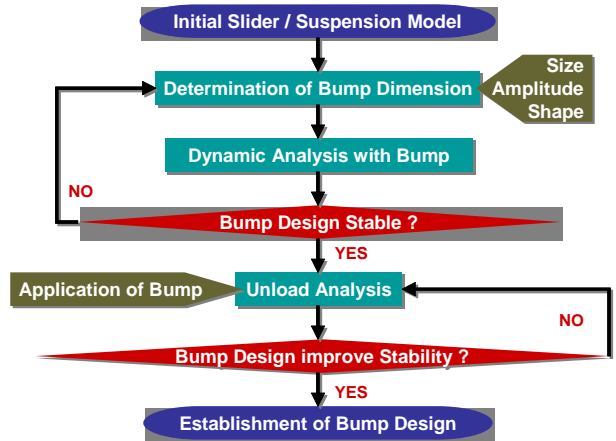 Initial Slider / Suspension Model
Determination of Bump Dimension
Size
Amplitude
Shape
Dynamic Analysis with Bump
NO
Bump Design Stable ?
YES
Application of Bump
Unload Analysis
NO
Bump Design improve Stability ?
YES
Establishment of Bump Design